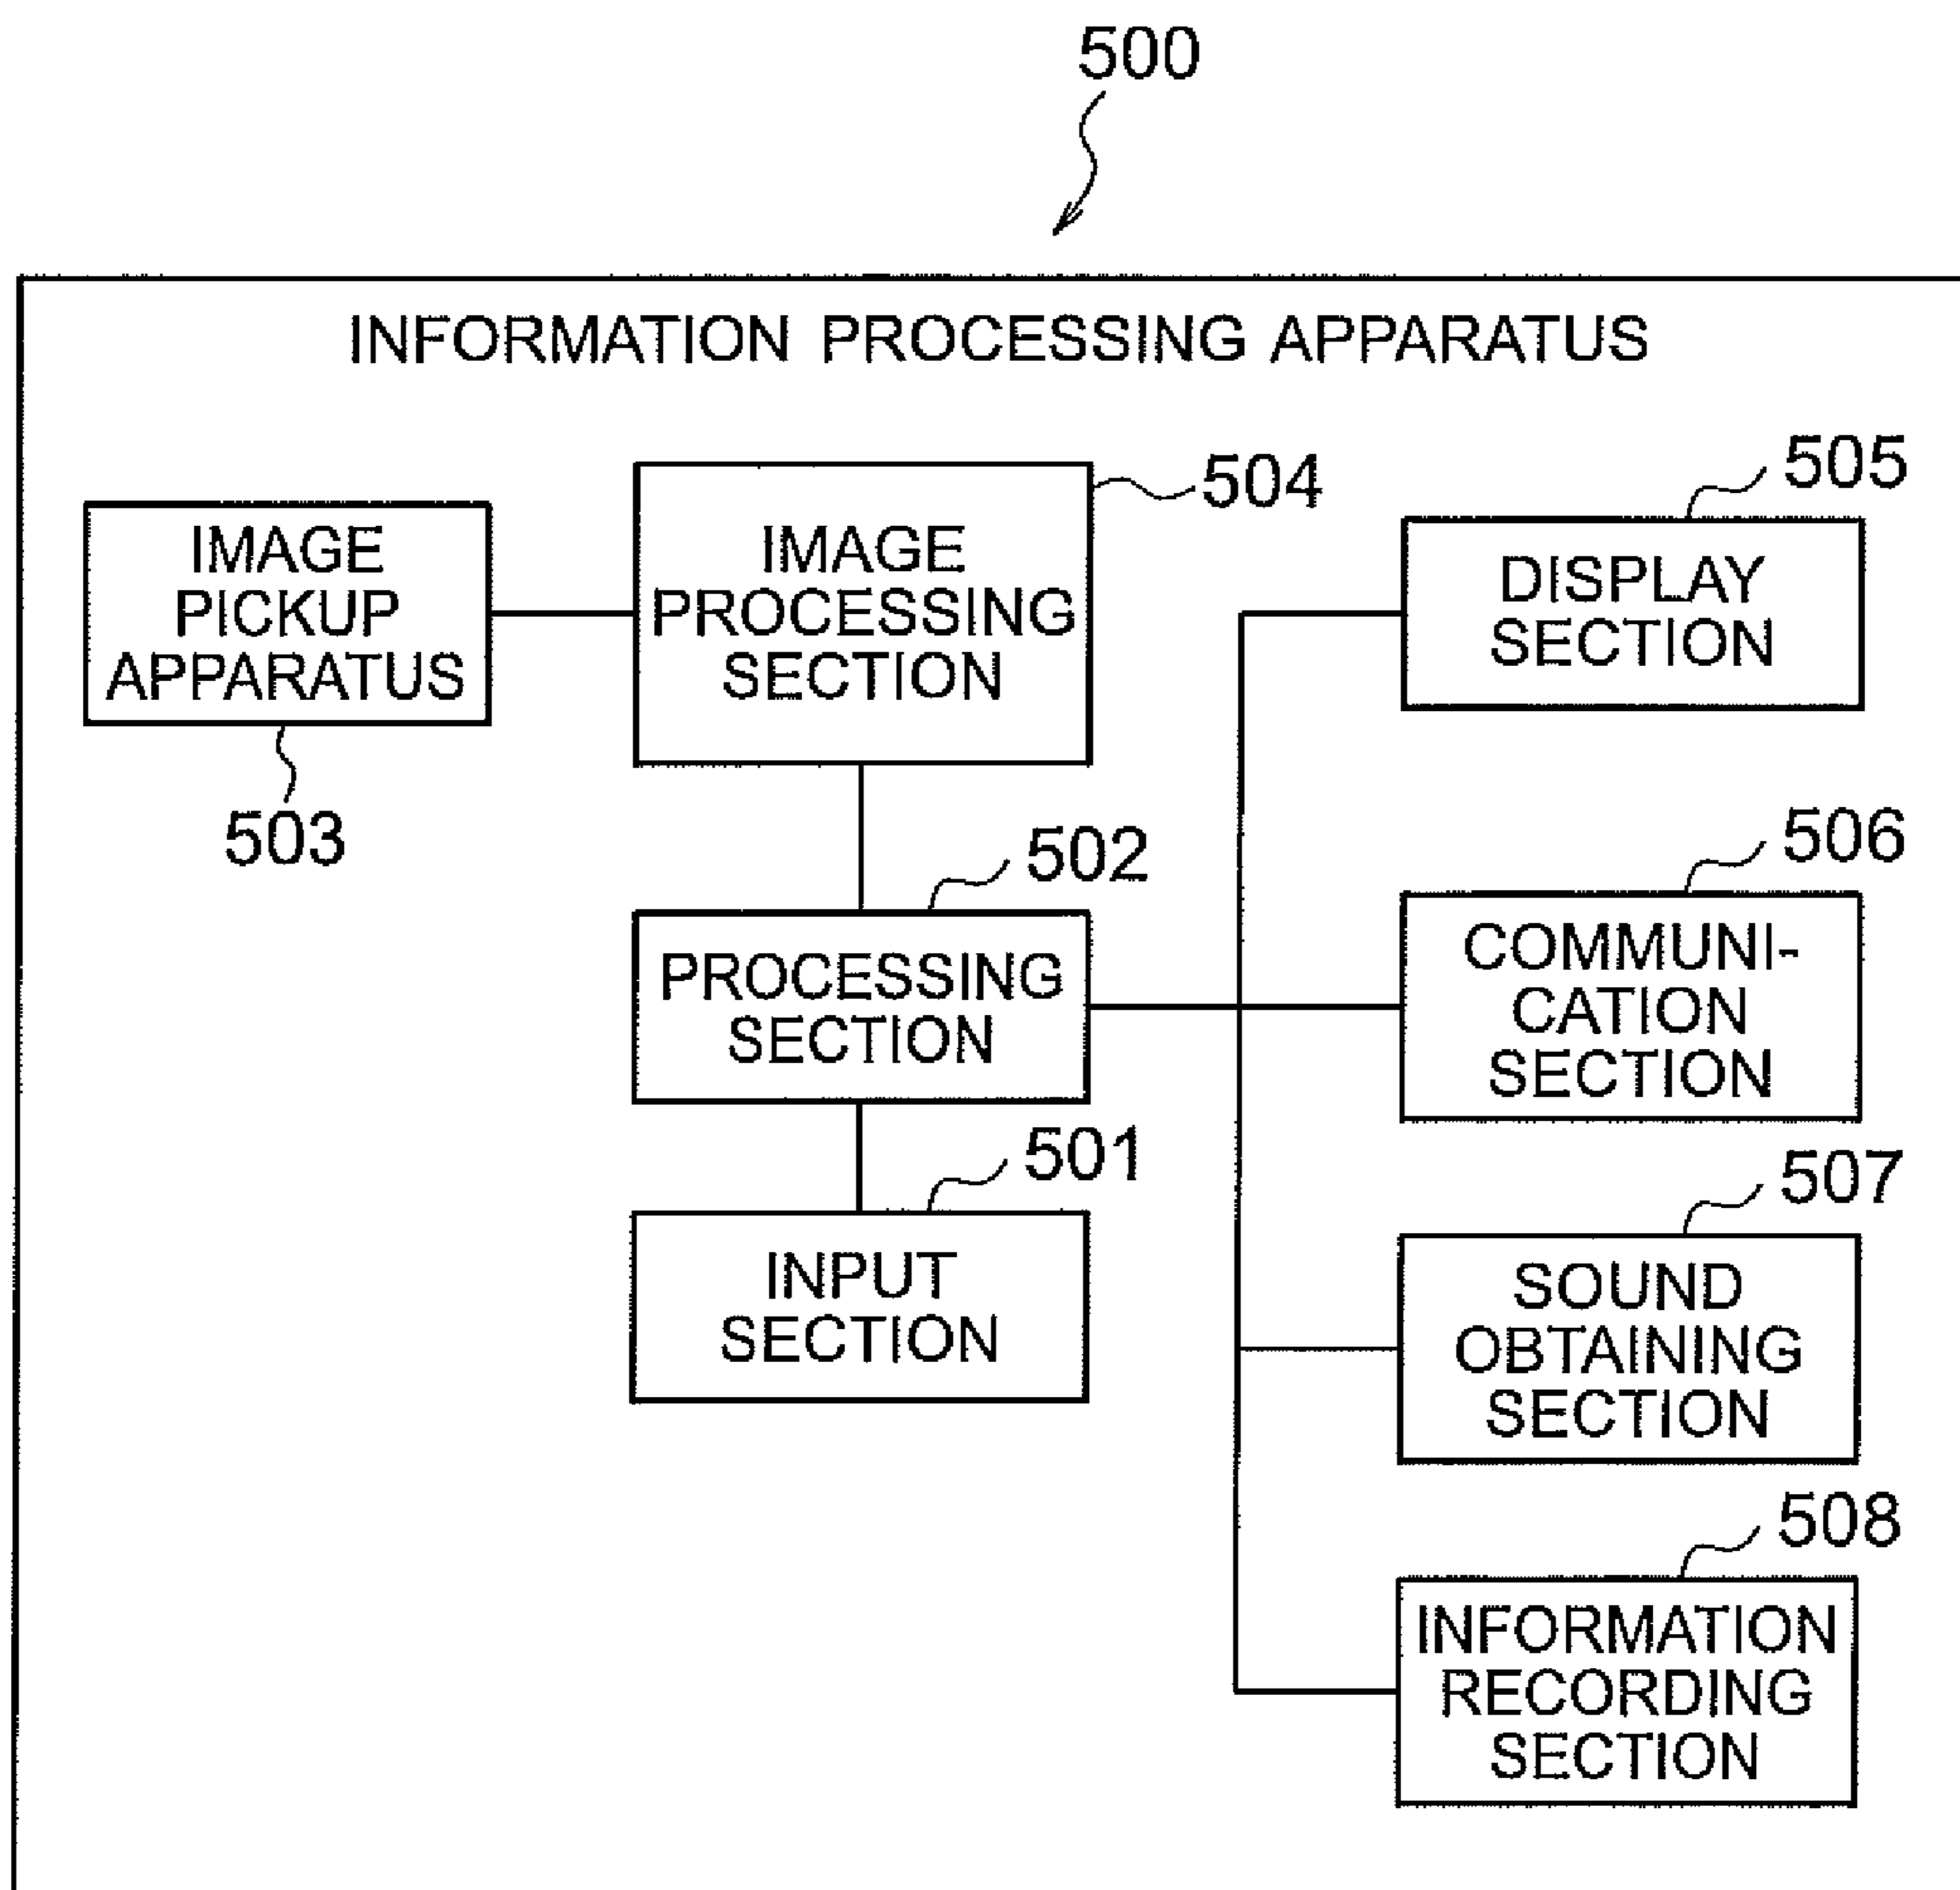 500
INFORMATION PROCESSING APPARATUS
IMAGE
PICKUP
APPARATUS
503
IMAGE
PROCESSING
SECTION
504
505
DISPLAY
SECTION
502
PROCESSING
SECTION
506
COMMUNI-
CATION
SECTION
501
INPUT
SECTION
507
SOUND
OBTAINING
SECTION
508
INFORMATION
RECORDING
SECTION